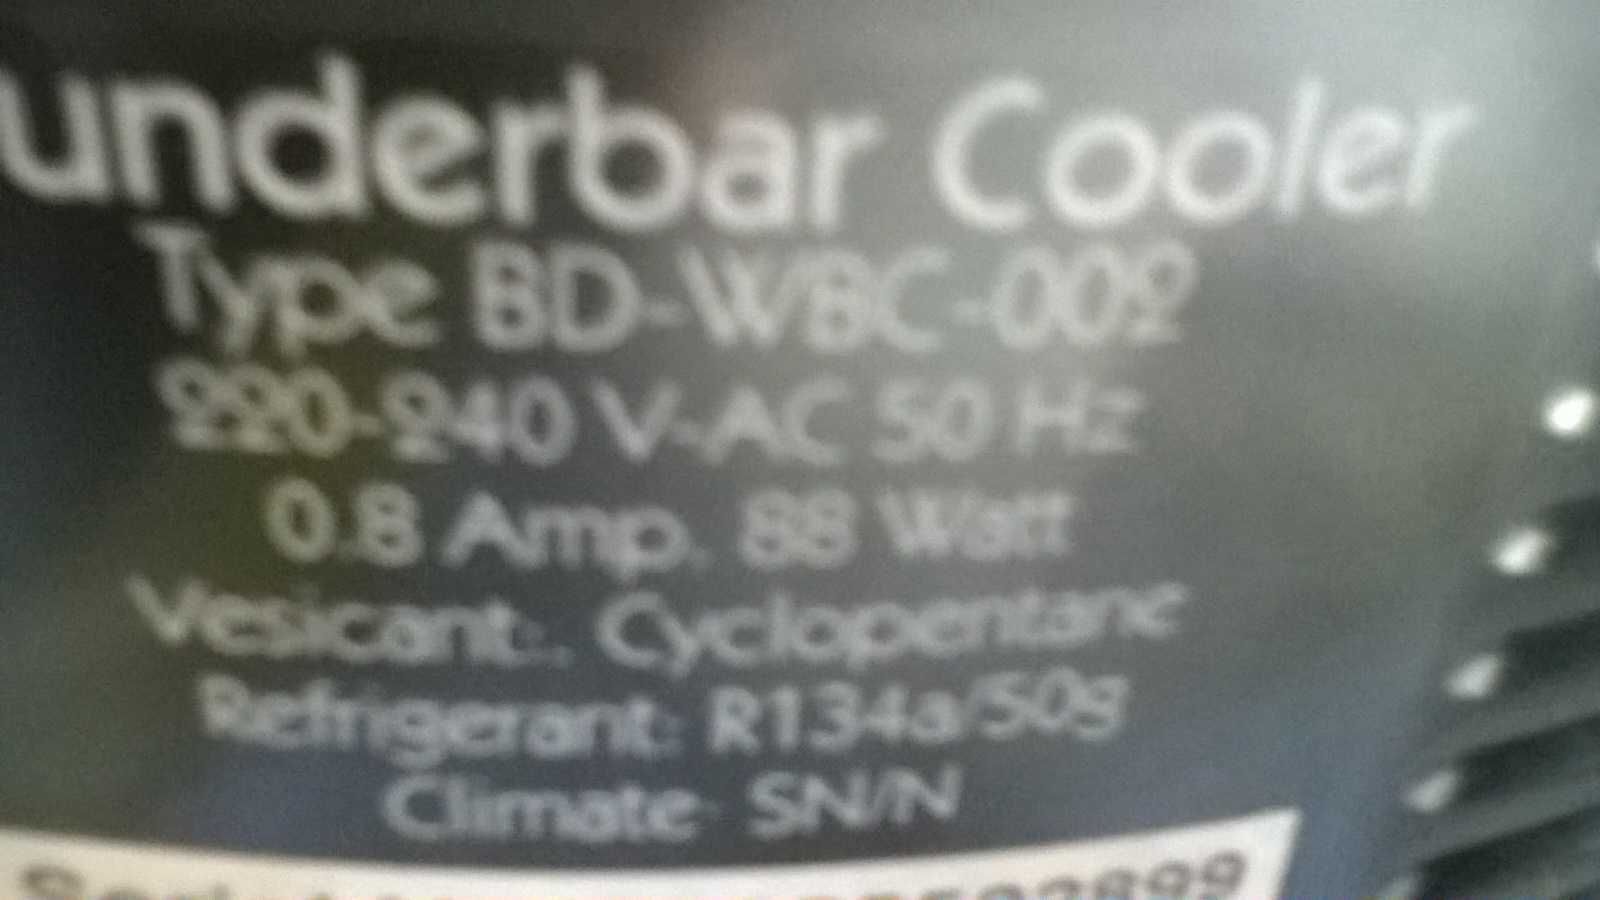 underbar Cooler
Type BD-WBC-002
220-240 V-AC 50 Hz
0.8 Amp. 88 Watt
Vesicant:. Cyclopentane
Refrigerant: R134a/50g
Climate: SN/N